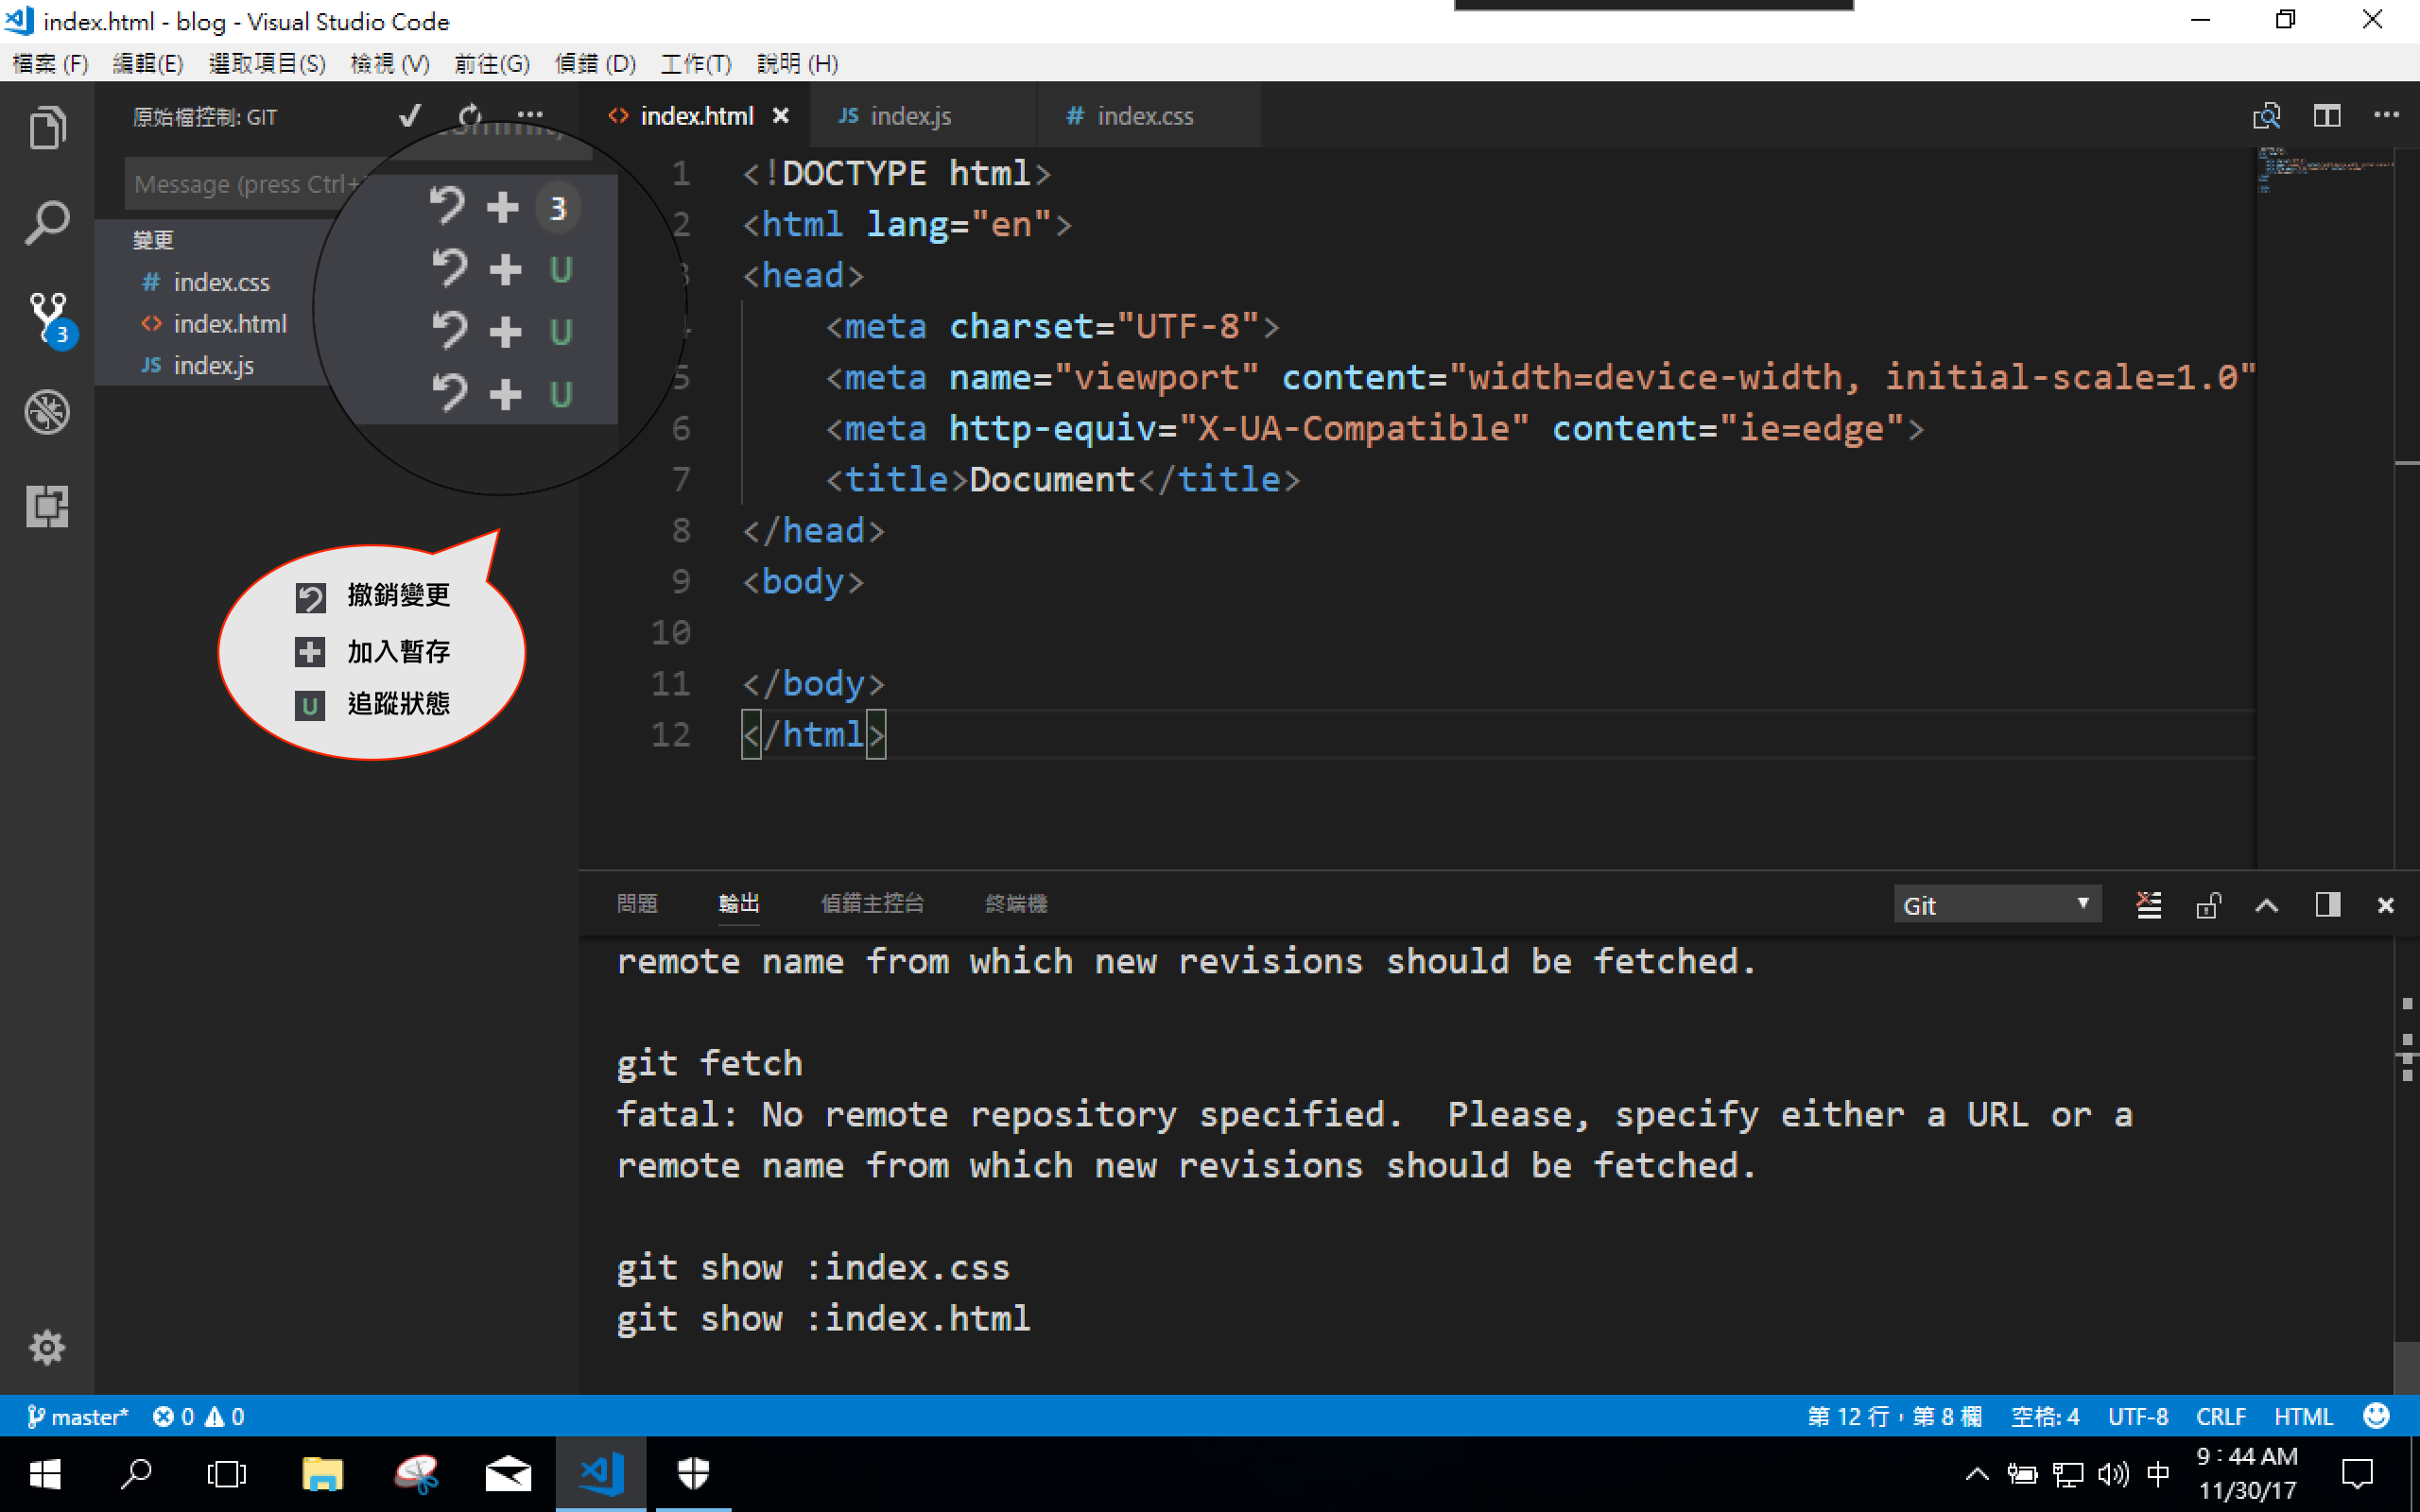 index.html - blog - Visual Studio Code
檔案 (F) 編輯(E) 選取項目(S) 檢視 (V) 前往(G) 偵錯 (D) 工作(T) 說明 (H)
原始檔控制: GIT
Message (press Ctrl+
變更
# index.css
<> index.html
JS index.js
3
U
U
U
3
撤銷變更
加入暫存
U 追蹤狀態
<> index.html JS index.js # index.css
1 <!DOCTYPE html>
2 <html lang="en">
3 <head>
<meta charset="UTF-8">
5 <meta name="viewport" content="width=device-width, initial-scale=1.0"
6 <meta http-equiv="X-UA-Compatible" content="ie=edge">
7 <title>Document</title>
8 </head>
9 <body>
10
11 </body>
12 </html>
問題 輸出 偵錯主控台 終端機 Git
remote name from which new revisions should be fetched.
git fetch
fatal: No remote repository specified.  Please, specify either a URL or a
remote name from which new revisions should be fetched.
git show :index.css
git show :index.html
master* 0 0 第 12 行，第 8 欄 空格: 4 UTF-8 CRLF HTML
中 9:44 AM
11/30/17